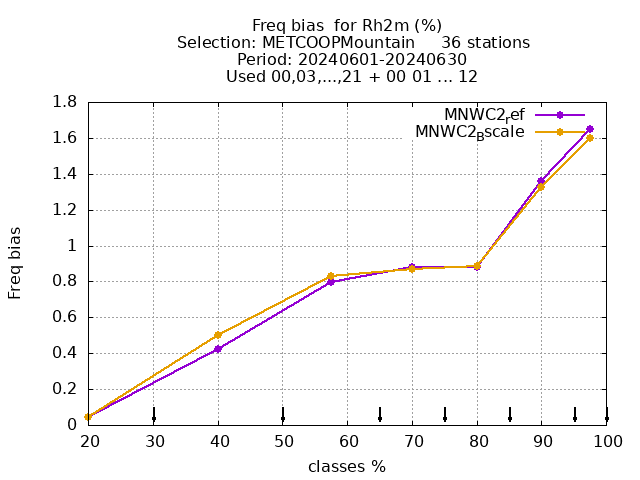 Freq bias  for Rh2m (%)
Selection: METCOOPMountain     36 stations
Period: 20240601-20240630
Used 00,03,...,21 + 00 01 ... 12
MNWC2ref
MNWC2Bscale
1.8
1.6
1.4
1.2
1
0.8
0.6
0.4
0.2
0
Freq bias
20 30 40 50 60 70 80 90 100
classes %